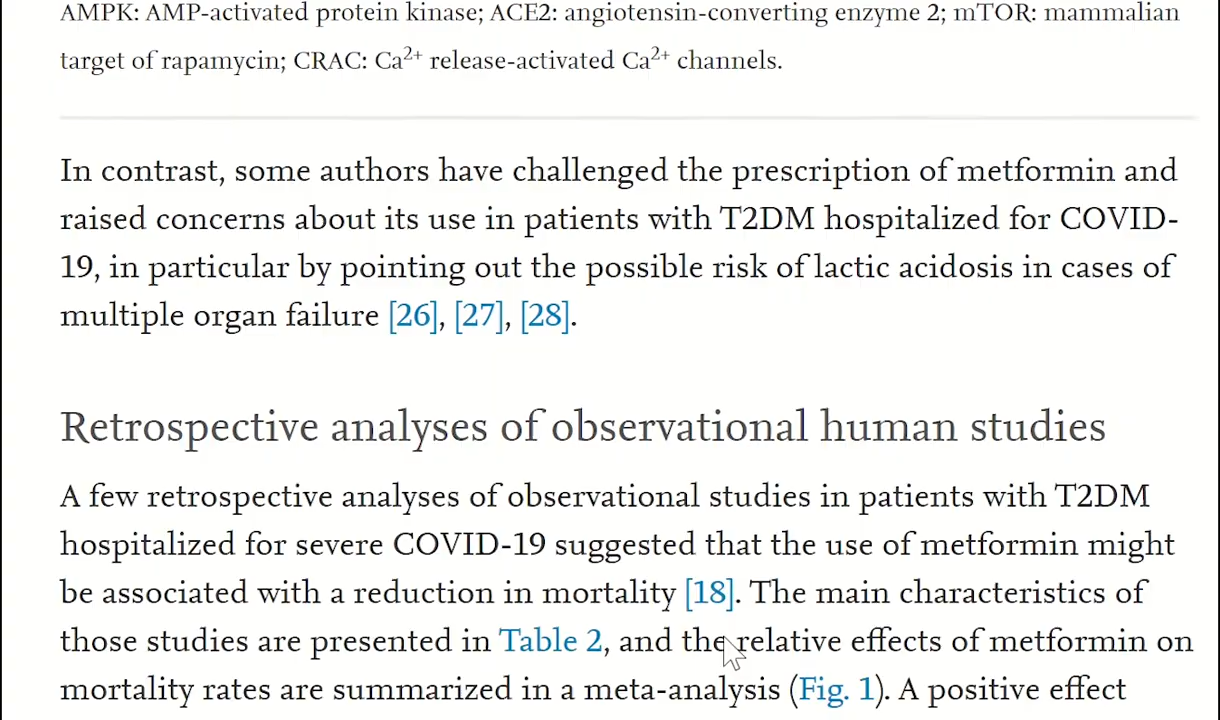 AMPK: AMP-activated protein kinase; ACE2: angiotensin-converting enzyme 2; mTOR: mammalian
target of rapamycin; CRAC: Ca²⁺ release-activated Ca²⁺ channels.
In contrast, some authors have challenged the prescription of metformin and
raised concerns about its use in patients with T2DM hospitalized for COVID-
19, in particular by pointing out the possible risk of lactic acidosis in cases of
multiple organ failure [26], [27], [28].
Retrospective analyses of observational human studies
A few retrospective analyses of observational studies in patients with T2DM
hospitalized for severe COVID-19 suggested that the use of metformin might
be associated with a reduction in mortality [18]. The main characteristics of
those studies are presented in Table 2, and the relative effects of metformin on
mortality rates are summarized in a meta-analysis (Fig. 1). A positive effect